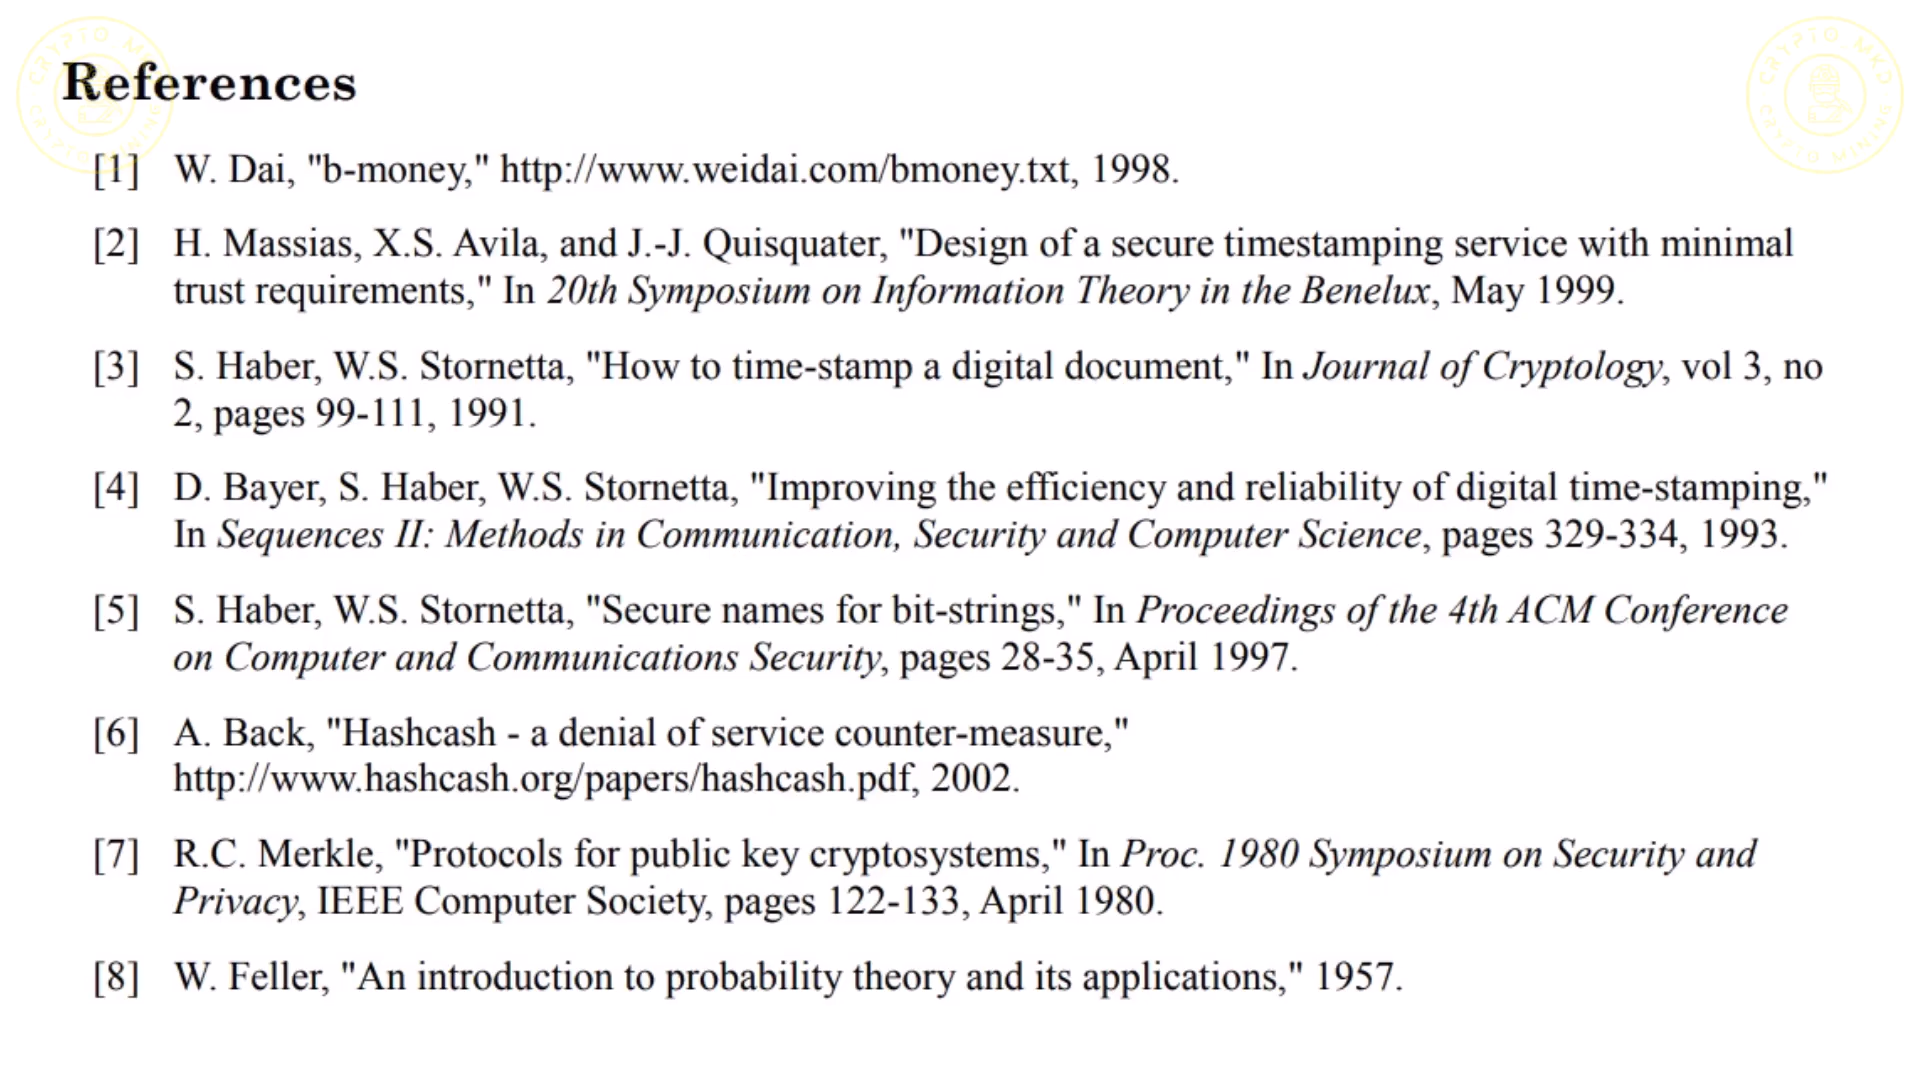 References
[1] W. Dai, "b-money," http://www.weidai.com/bmoney.txt, 1998.
[2] H. Massias, X.S. Avila, and J.-J. Quisquater, "Design of a secure timestamping service with minimal
trust requirements," In 20th Symposium on Information Theory in the Benelux, May 1999.
[3] S. Haber, W.S. Stornetta, "How to time-stamp a digital document," In Journal of Cryptology, vol 3, no
2, pages 99-111, 1991.
[4] D. Bayer, S. Haber, W.S. Stornetta, "Improving the efficiency and reliability of digital time-stamping,"
In Sequences II: Methods in Communication, Security and Computer Science, pages 329-334, 1993.
[5] S. Haber, W.S. Stornetta, "Secure names for bit-strings," In Proceedings of the 4th ACM Conference
on Computer and Communications Security, pages 28-35, April 1997.
[6] A. Back, "Hashcash - a denial of service counter-measure,"
http://www.hashcash.org/papers/hashcash.pdf, 2002.
[7] R.C. Merkle, "Protocols for public key cryptosystems," In Proc. 1980 Symposium on Security and
Privacy, IEEE Computer Society, pages 122-133, April 1980.
[8] W. Feller, "An introduction to probability theory and its applications," 1957.
CRYPTO MKD
CRYPTO MKD